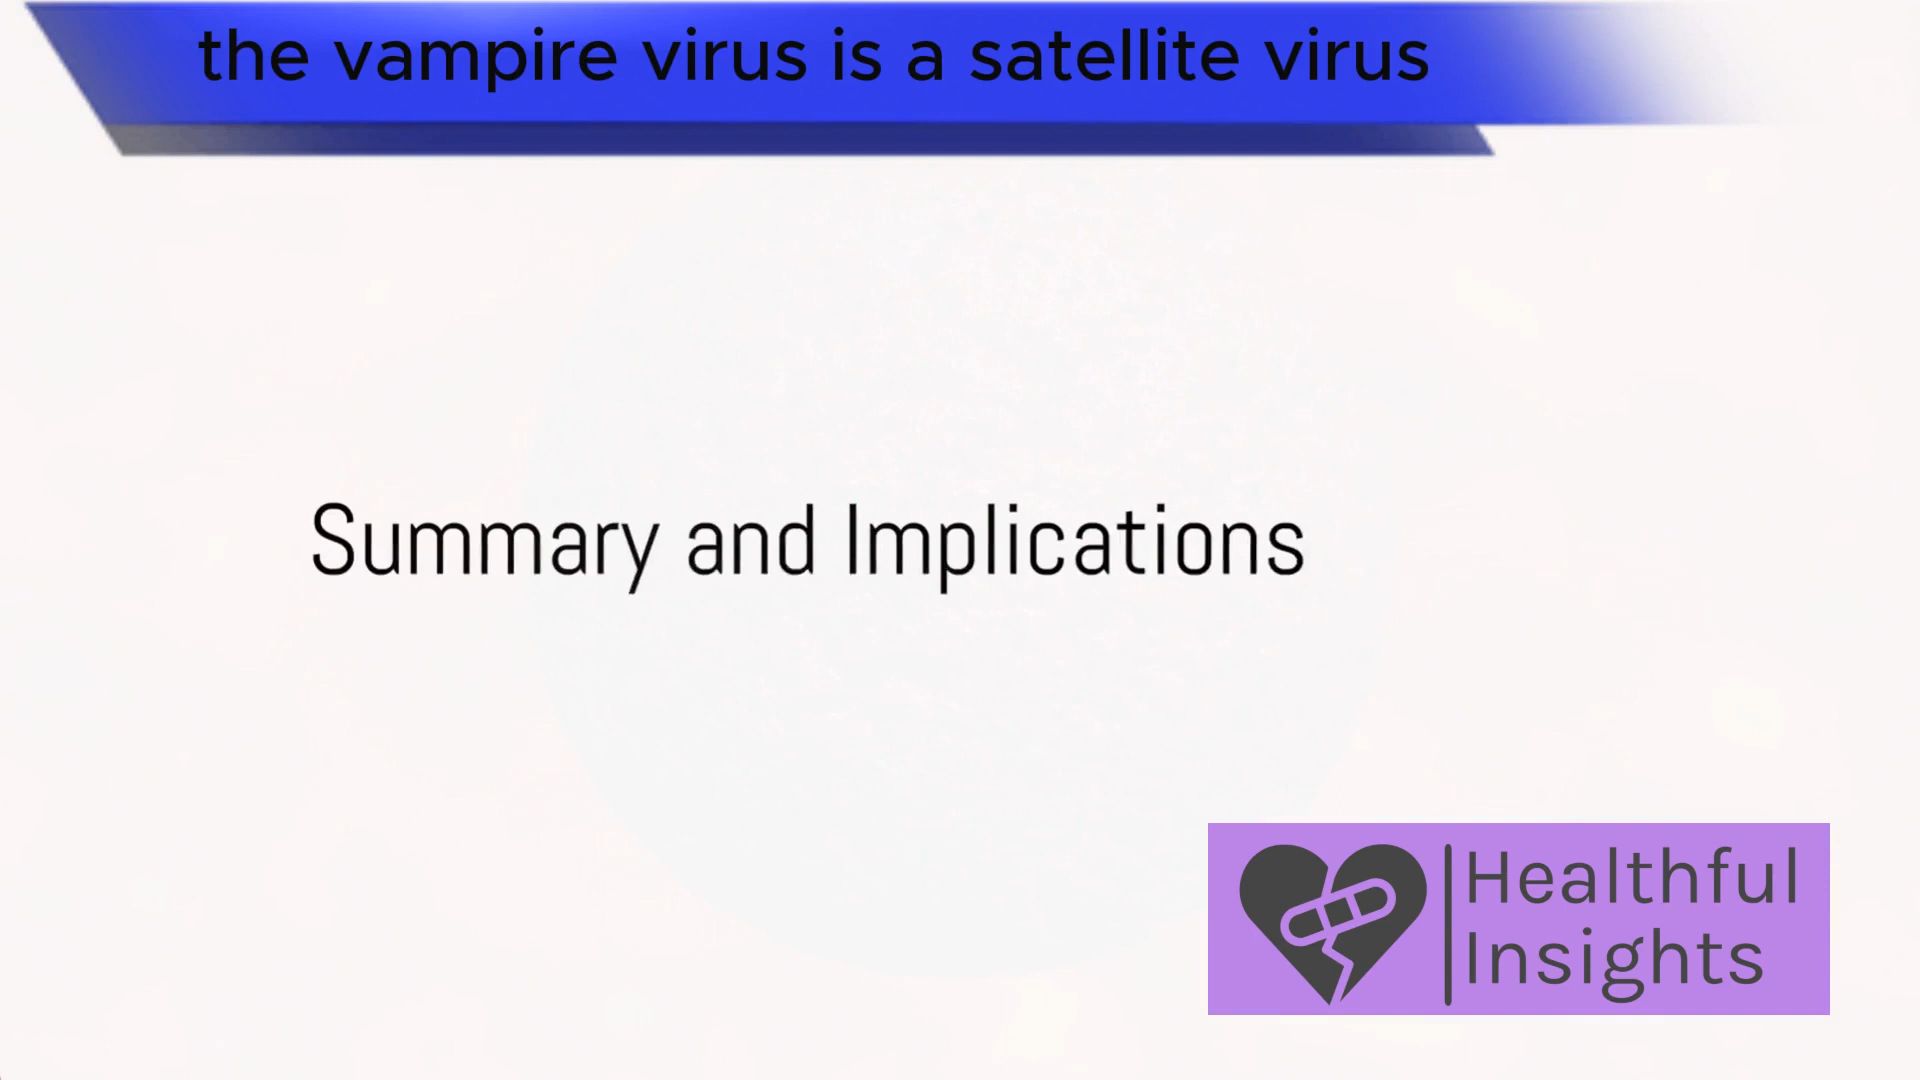 the vampire virus is a satellite virus
Summary and Implications
Healthful
Insights